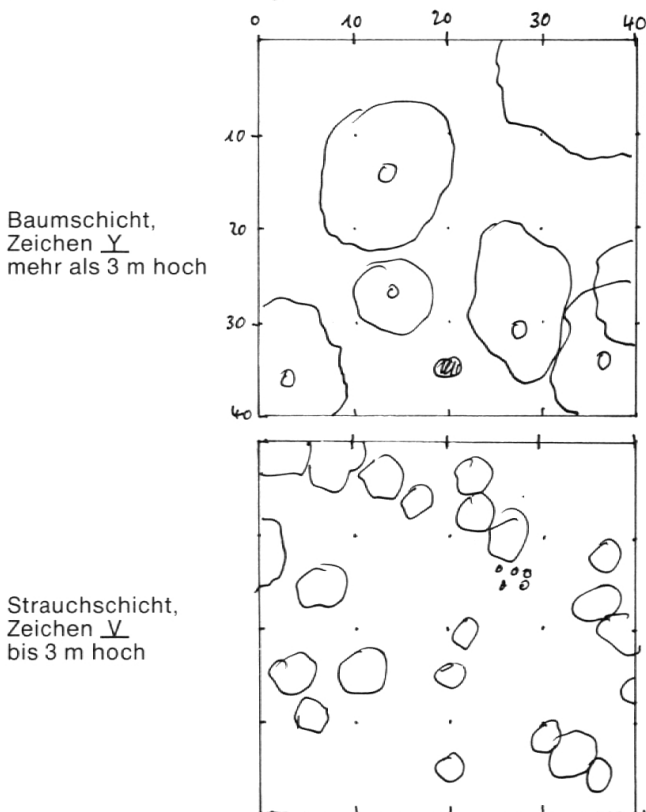 0 10 20 30 40
10
20
30
40
Baumschicht,
Zeichen Y
mehr als 3 m hoch
Strauchschicht,
Zeichen V
bis 3 m hoch